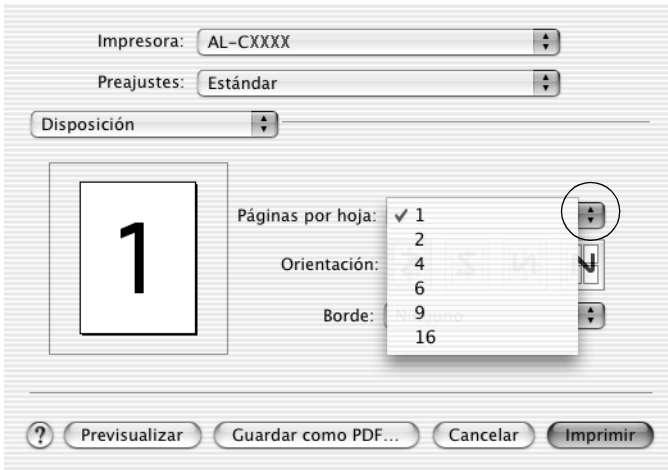 Impresora: AL-CXXXX
Preajustes: Estándar
Disposición
1
Páginas por hoja: ✓ 1
2
Orientación: 4
6
Borde: Ninguno 9
16
? Previsualizar Guardar como PDF... Cancelar Imprimir